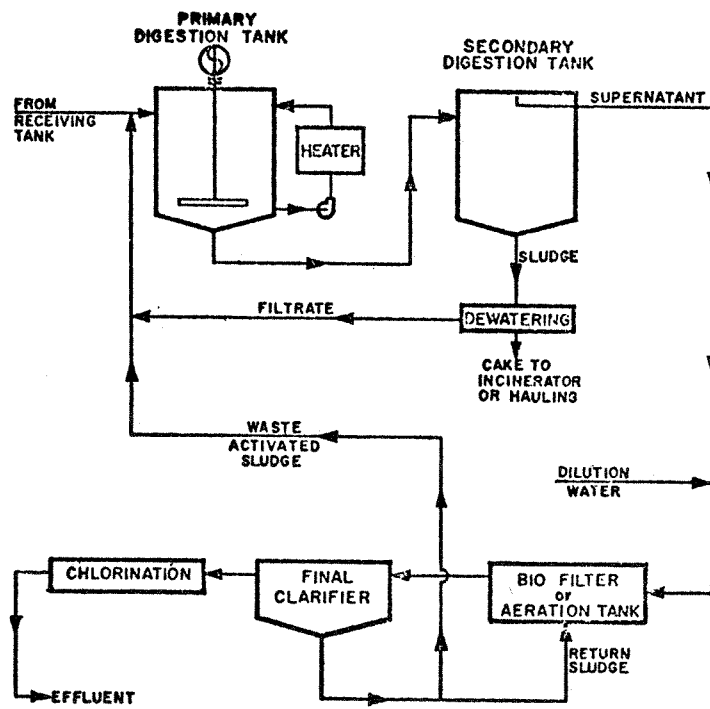 PRIMARY
DIGESTION TANK
SECONDARY
DIGESTION TANK
FROM
RECEIVING
TANK
HEATER
SUPERNATANT
SLUDGE
FILTRATE
DEWATERING
CAKE TO
INCINERATOR
OR HAULING
WASTE
ACTIVATED
SLUDGE
DILUTION
WATER
CHLORINATION
FINAL
CLARIFIER
BIO FILTER
or
AERATION TANK
RETURN
SLUDGE
EFFLUENT